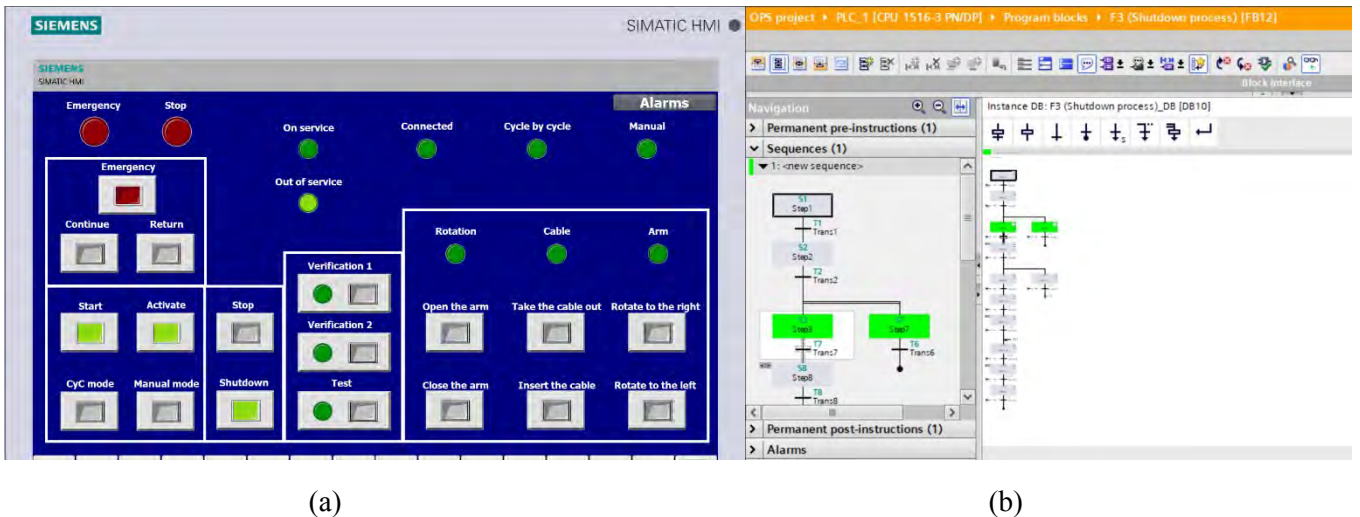 SIEMENS
SIMATIC HMI
SIEMENS
SIMATIC HMI
Alarms
Emergency Stop
On service Connected Cycle by cycle Manual
Emergency
Out of service
Continue Return
Rotation Cable Arm
Verification 1
Start Activate Stop
Open the arm Take the cable out Rotate to the right
Verification 2
CyC mode Manual mode Shutdown Test
Close the arm Insert the cable Rotate to the left
OPS project PLC_1 [CPU 1516-3 PN/DP] Program blocks F3 (Shutdown process) [FB12]
Block interface
Navigation
Instance DB: F3 (Shutdown process)_DB [DB10]
Permanent pre-instructions (1)
Sequences (1)
1: <new sequence>
S1
Step1
T1
Trans1
S2
Step2
T2
Trans2
Step3 Step7
T7 T6
Trans7 Trans6
S8
Step8
T8
Trans8
Permanent post-instructions (1)
Alarms
(a) (b)